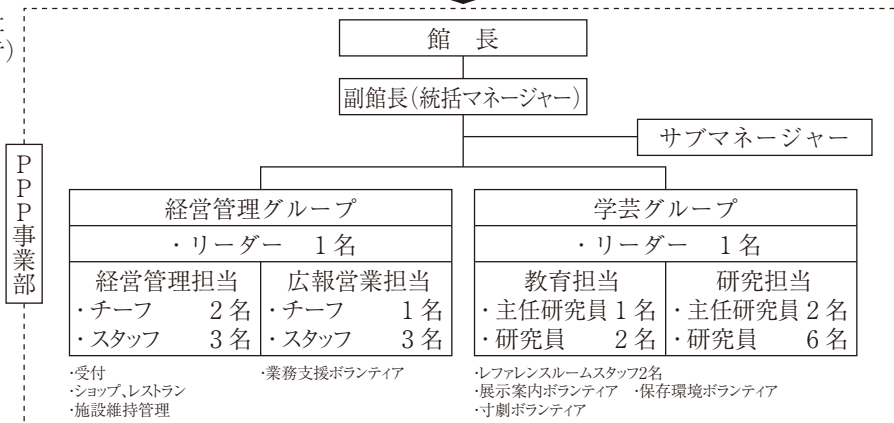 館　長
副館長（統括マネージャー）
サブマネージャー
PPP事業部
経営管理グループ
・リーダー　1名
経営管理担当
・チーフ　2名
・スタッフ　3名
広報営業担当
・チーフ　1名
・スタッフ　3名
・受付
・ショップ、レストラン
・施設維持管理
・業務支援ボランティア
学芸グループ
・リーダー　1名
教育担当
・主任研究員 1名
・研究員　2名
研究担当
・主任研究員 2名
・研究員　6名
・レファレンスルームスタッフ2名
・展示案内ボランティア　・保存環境ボランティア
・寸劇ボランティア